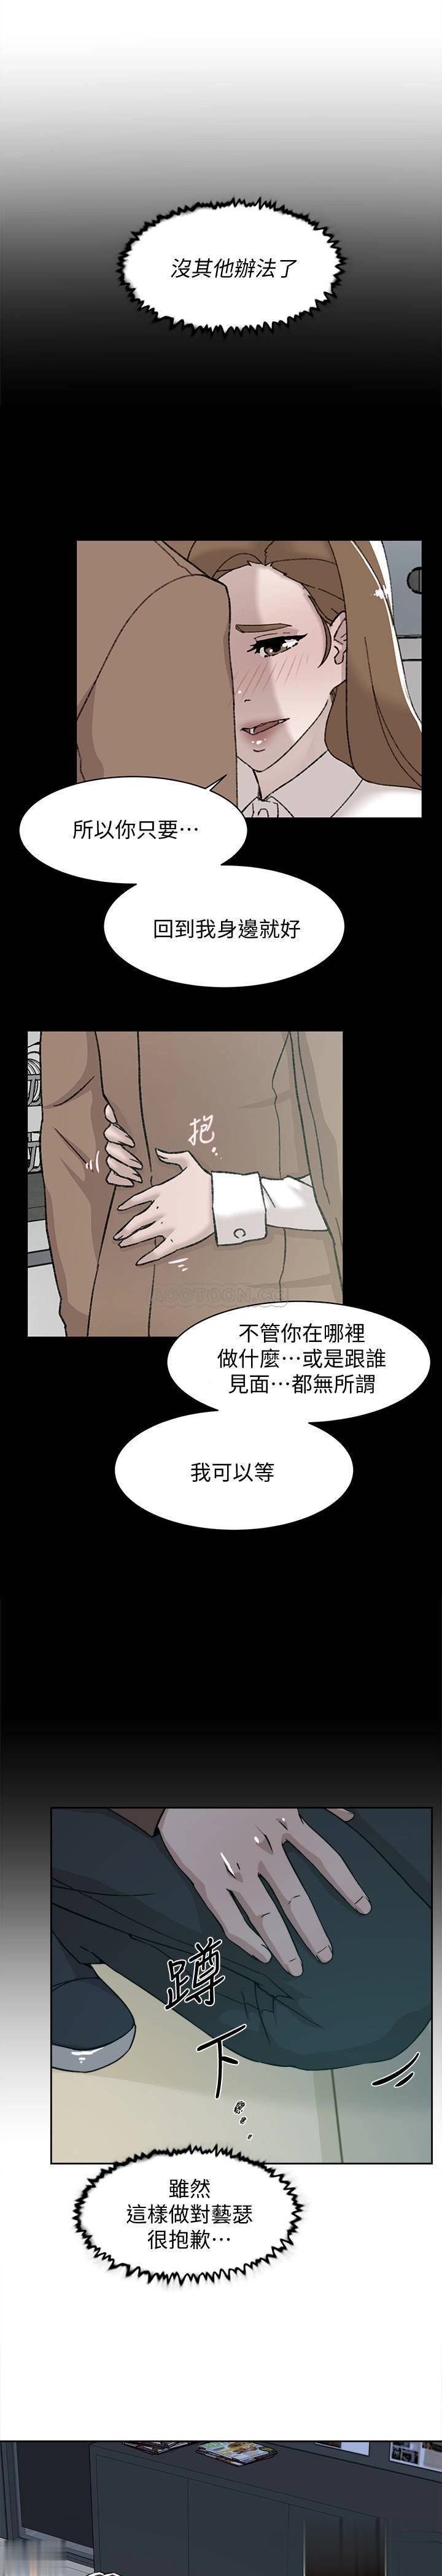 沒其他辦法了
所以你只要⋯
回到我身邊就好
抱
TOOMICS.COM
不管你在哪裡
做什麼⋯或是跟誰
見面⋯都無所謂
我可以等
蹲
下
雖然
這樣做對藝瑟
很抱歉⋯